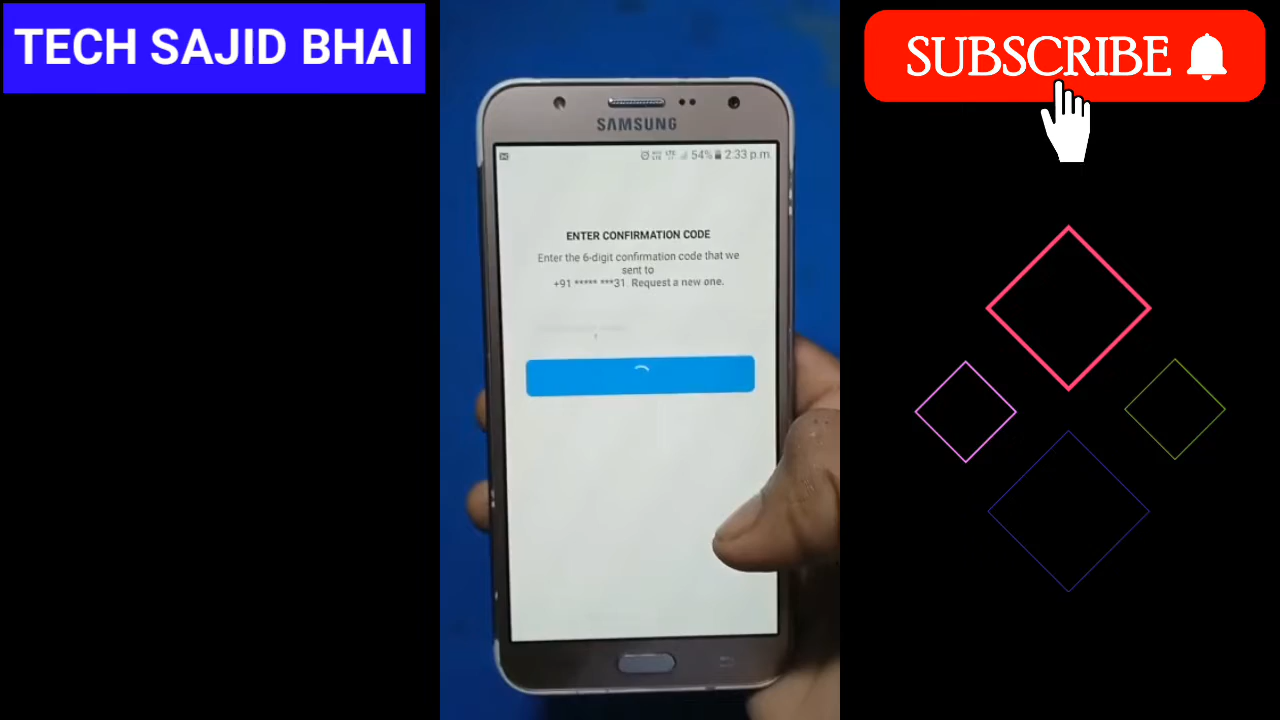 TECH SAJID BHAI
SUBSCRIBE
SAMSUNG
54% 2:33 p.m.
ENTER CONFIRMATION CODE
Enter the 6-digit confirmation code that we
sent to
+91 ***** ***31. Request a new one.